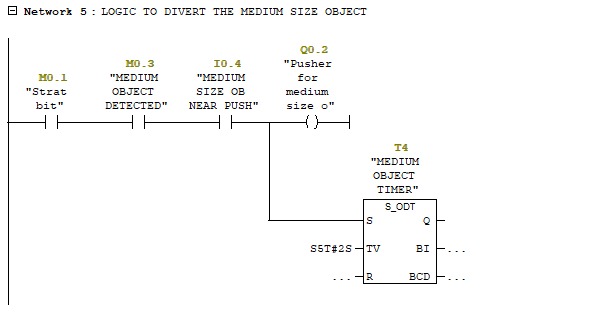 Network 5 : LOGIC TO DIVERT THE MEDIUM SIZE OBJECT
Q0.2
M0.1 M0.3 I0.4 "Pusher
"Strat "MEDIUM "MEDIUM for
bit" OBJECT SIZE OB medium
DETECTED" NEAR PUSH" size o"
T4
"MEDIUM
OBJECT
TIMER"
S_ODT
S Q
S5T#2S TV BI ...
... R BCD ...